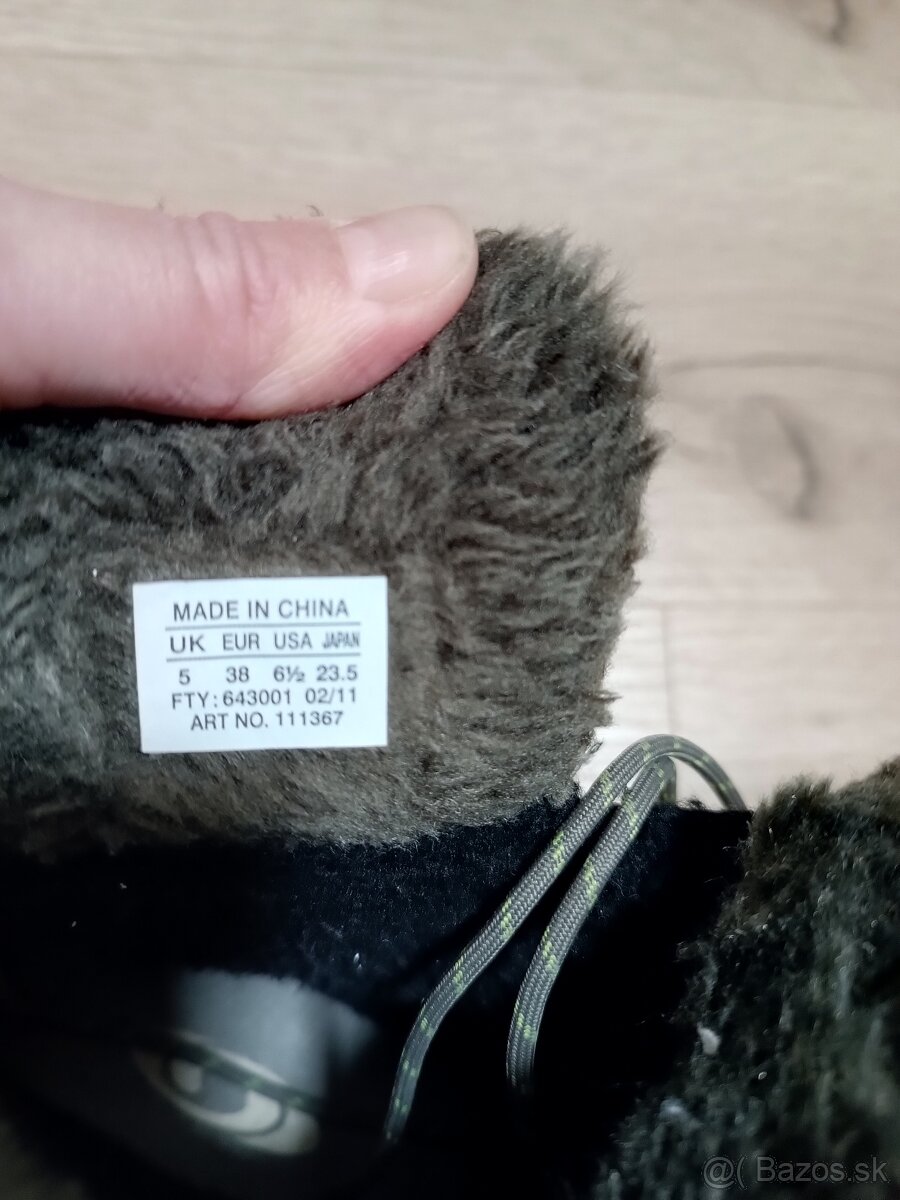 MADE IN CHINA
UK EUR USA JAPAN
5 38 6½ 23.5
FTY: 643001 02/11
ART NO. 111367
@( Bazos.sk